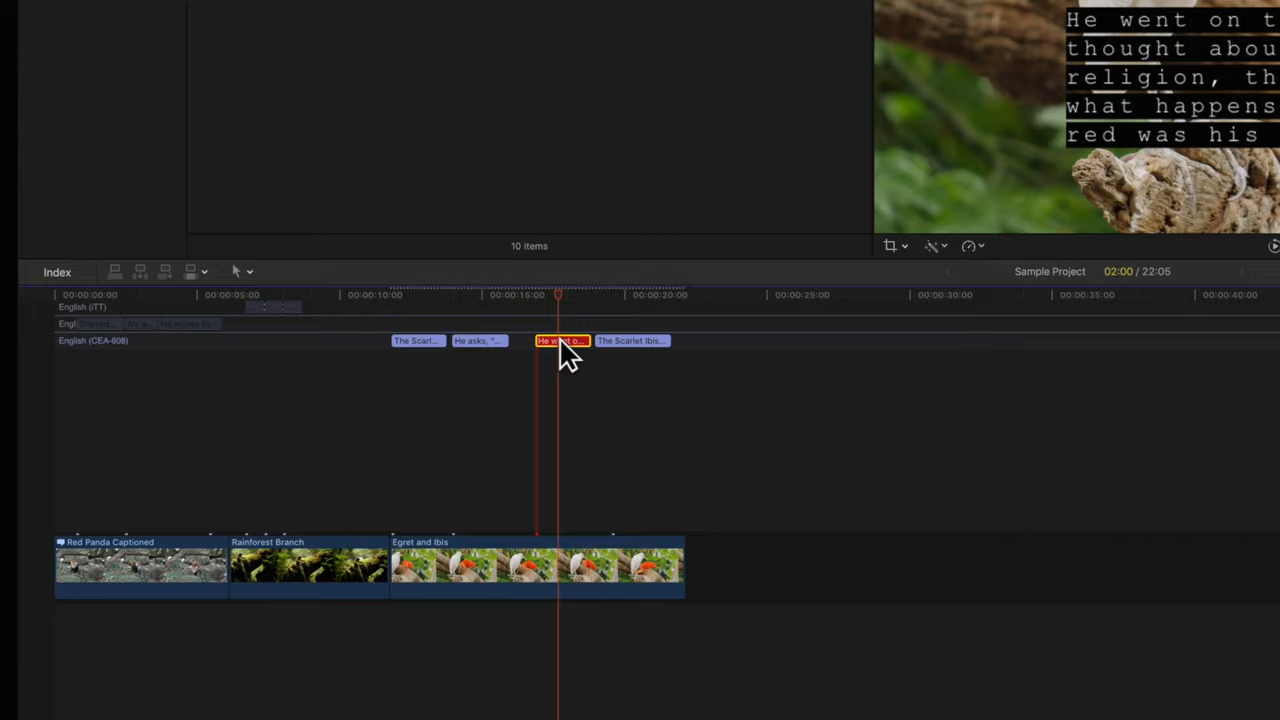 He went on t
thought abou
religion, th
what happens
red was his
10 items
Index
Sample Project 02:00 / 22:05
00:00:00:00 00:00:05:00 00:00:10:00 00:00:15:00 00:00:20:00 00:00:25:00 00:00:30:00 00:00:35:00 00:00:40:00
English (iTT)
Engl
English (CEA-608) The Scarl... He asks, "... He went o... The Scarlet Ibis...
Red Panda Captioned Rainforest Branch Egret and Ibis